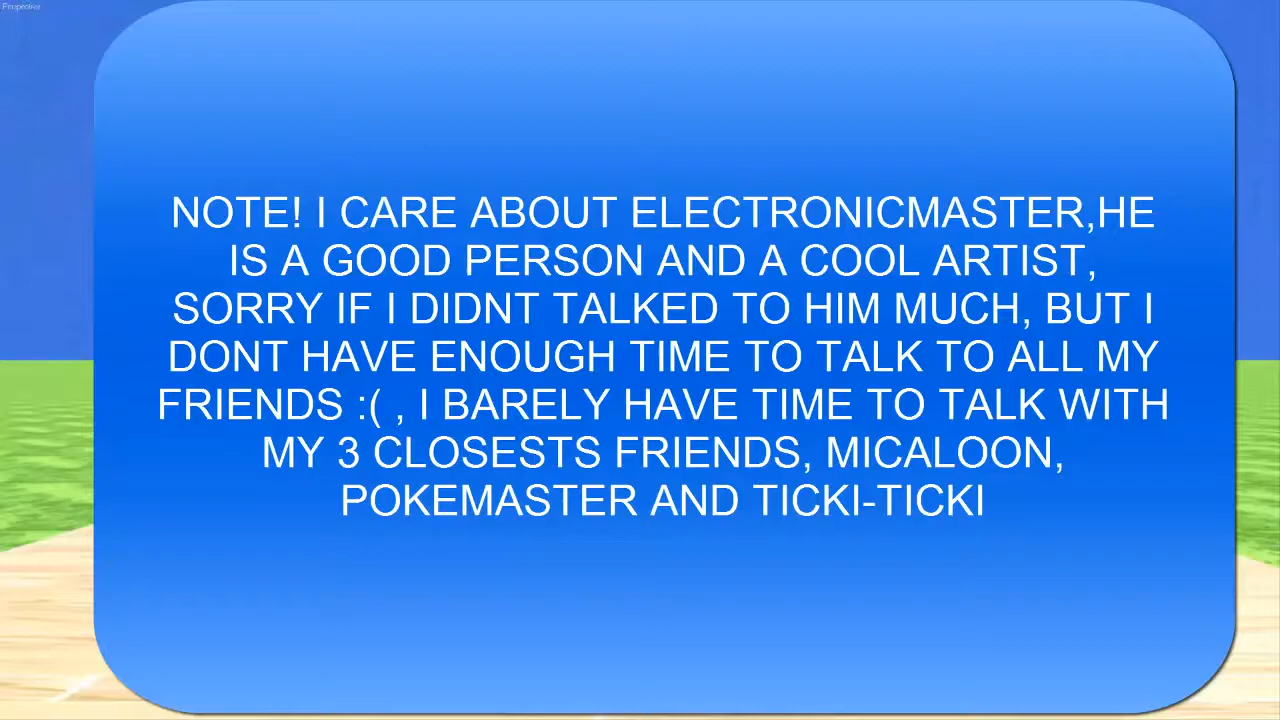 Perspective
NOTE! I CARE ABOUT ELECTRONICMASTER,HE
IS A GOOD PERSON AND A COOL ARTIST,
SORRY IF I DIDNT TALKED TO HIM MUCH, BUT I
DONT HAVE ENOUGH TIME TO TALK TO ALL MY
FRIENDS :( , I BARELY HAVE TIME TO TALK WITH
MY 3 CLOSESTS FRIENDS, MICALOON,
POKEMASTER AND TICKI-TICKI